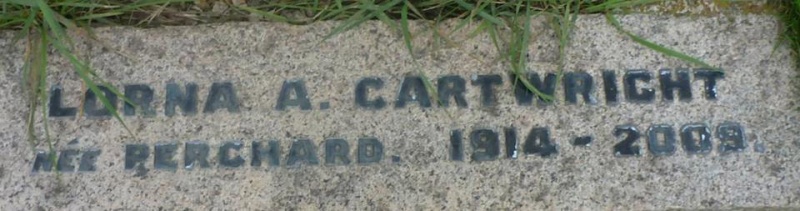 LORNA A. CARTWRIGHT
NÉE PERCHARD. 1914 - 2009.